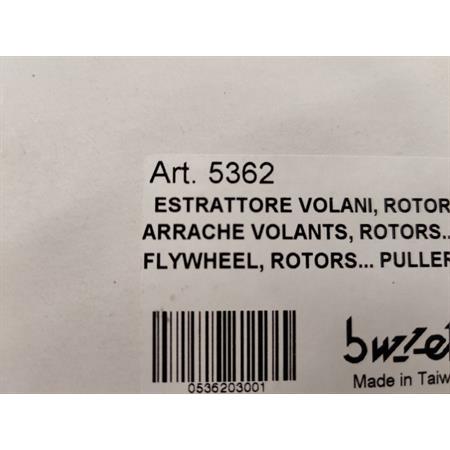 Art. 5362
ESTRATTORE VOLANI, ROTOR
ARRACHE VOLANTS, ROTORS...
FLYWHEEL, ROTORS... PULLER
0536203001
Made in Taiw